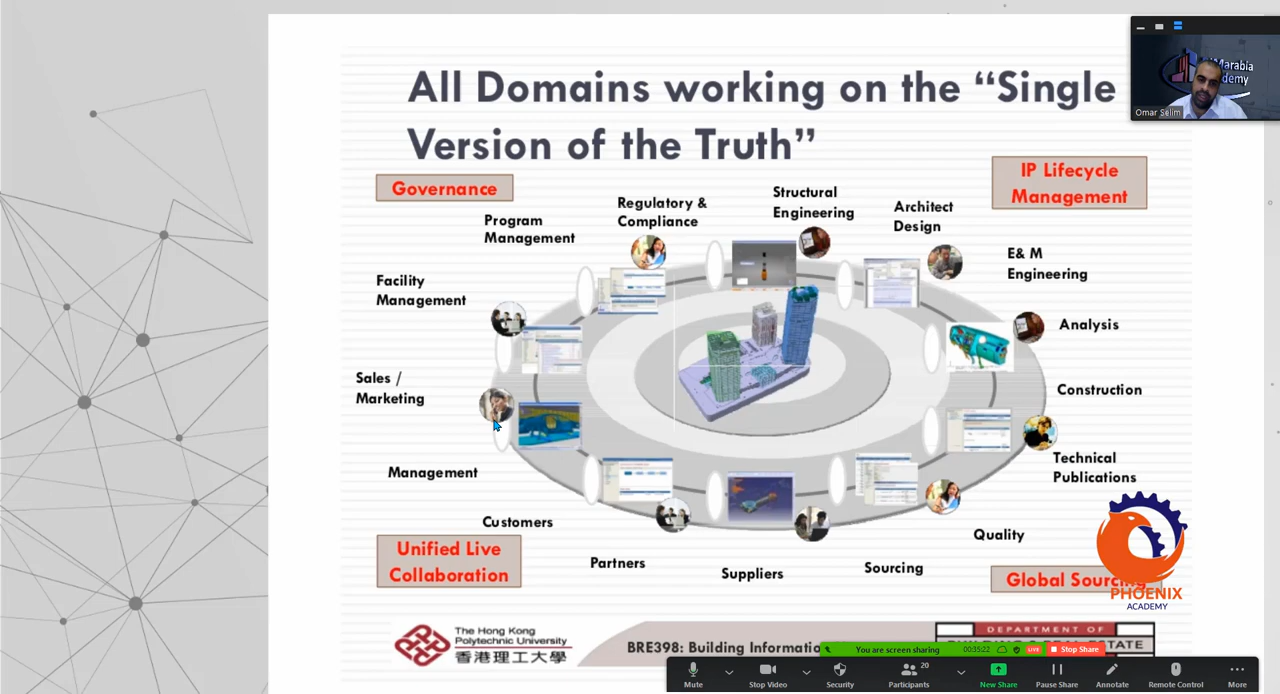 All Domains working on the “Single
Version of the Truth”
Omar Selim
Governance
IP Lifecycle
Management
Program
Management
Regulatory &
Compliance
Structural
Engineering
Architect
Design
E& M
Engineering
Facility
Management
Analysis
Sales /
Marketing
Construction
Management
Technical
Publications
Customers
Quality
Partners
Suppliers
Sourcing
Unified Live
Collaboration
Global
PHOENIX
ACADEMY
The Hong Kong
Polytechnic University
香港理工大學
BRE398: Building
DEPARTMENT OF
You are screen sharing
00:55:22
LIVE
Stop Share
Mute
Stop Video
Security
Participants
20
New Share
Pause Share
Annotate
Remote Control
More